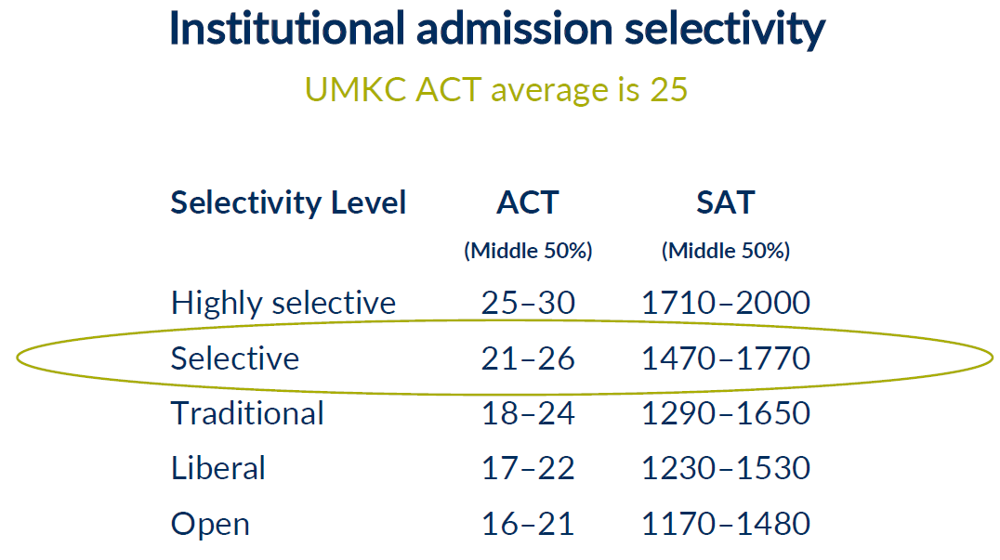 Institutional admission selectivity
UMKC ACT average is 25
Selectivity Level ACT SAT
(Middle 50%) (Middle 50%)
Highly selective 25–30 1710–2000
Selective 21–26 1470–1770
Traditional 18–24 1290–1650
Liberal 17–22 1230–1530
Open 16–21 1170–1480